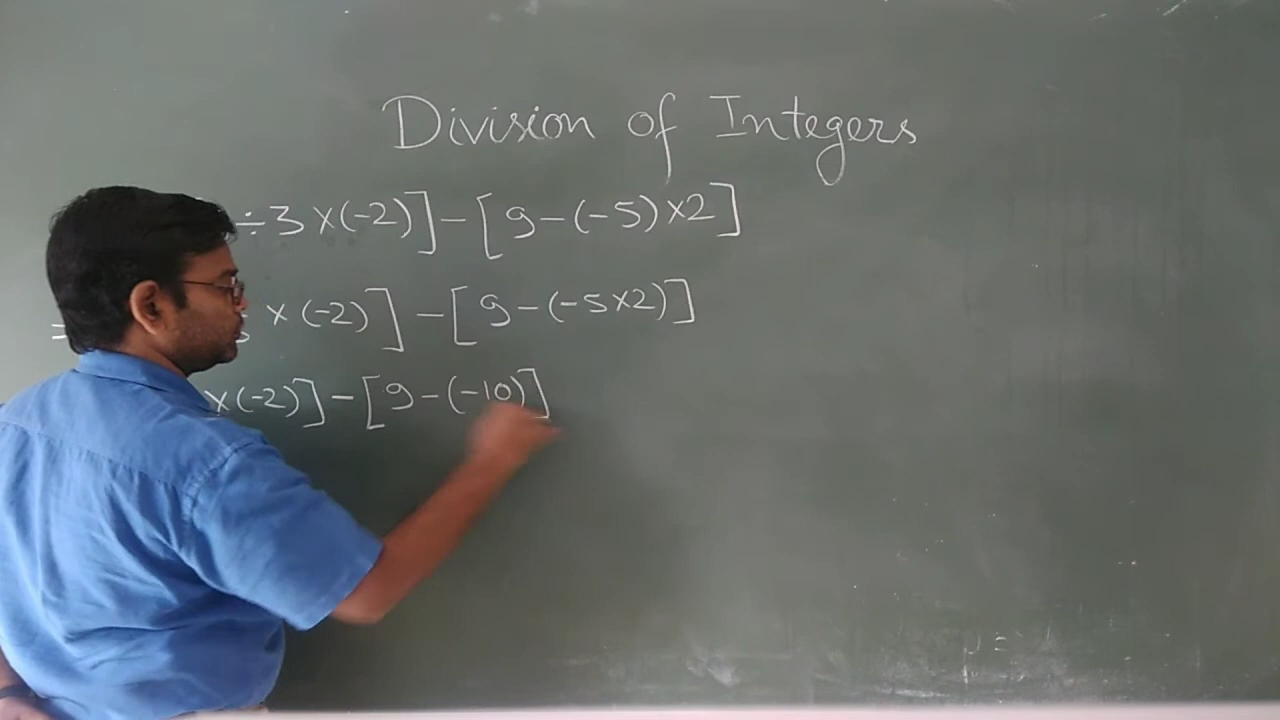 Division of Integers
÷3×(-2)]-[9-(-5)×2]
= ×(-2)]-[9-(-5×2)]
×(-2)]-[9-(-10)]